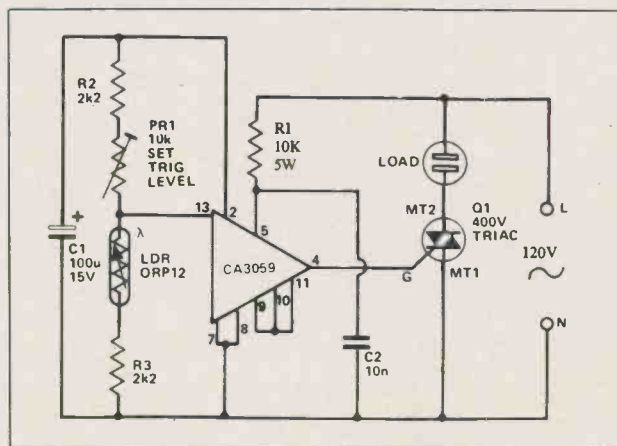 R2
2k2
PR1
10k
SET
TRIG
LEVEL
+
C1
100u
15V
λ
LDR
ORP12
R3
2k2
13
2
5
CA3059
4
7
8
9
10
11
R1
10K
5W
C2
10n
LOAD
MT2
Q1
400V
TRIAC
MT1
G
L
120V
N